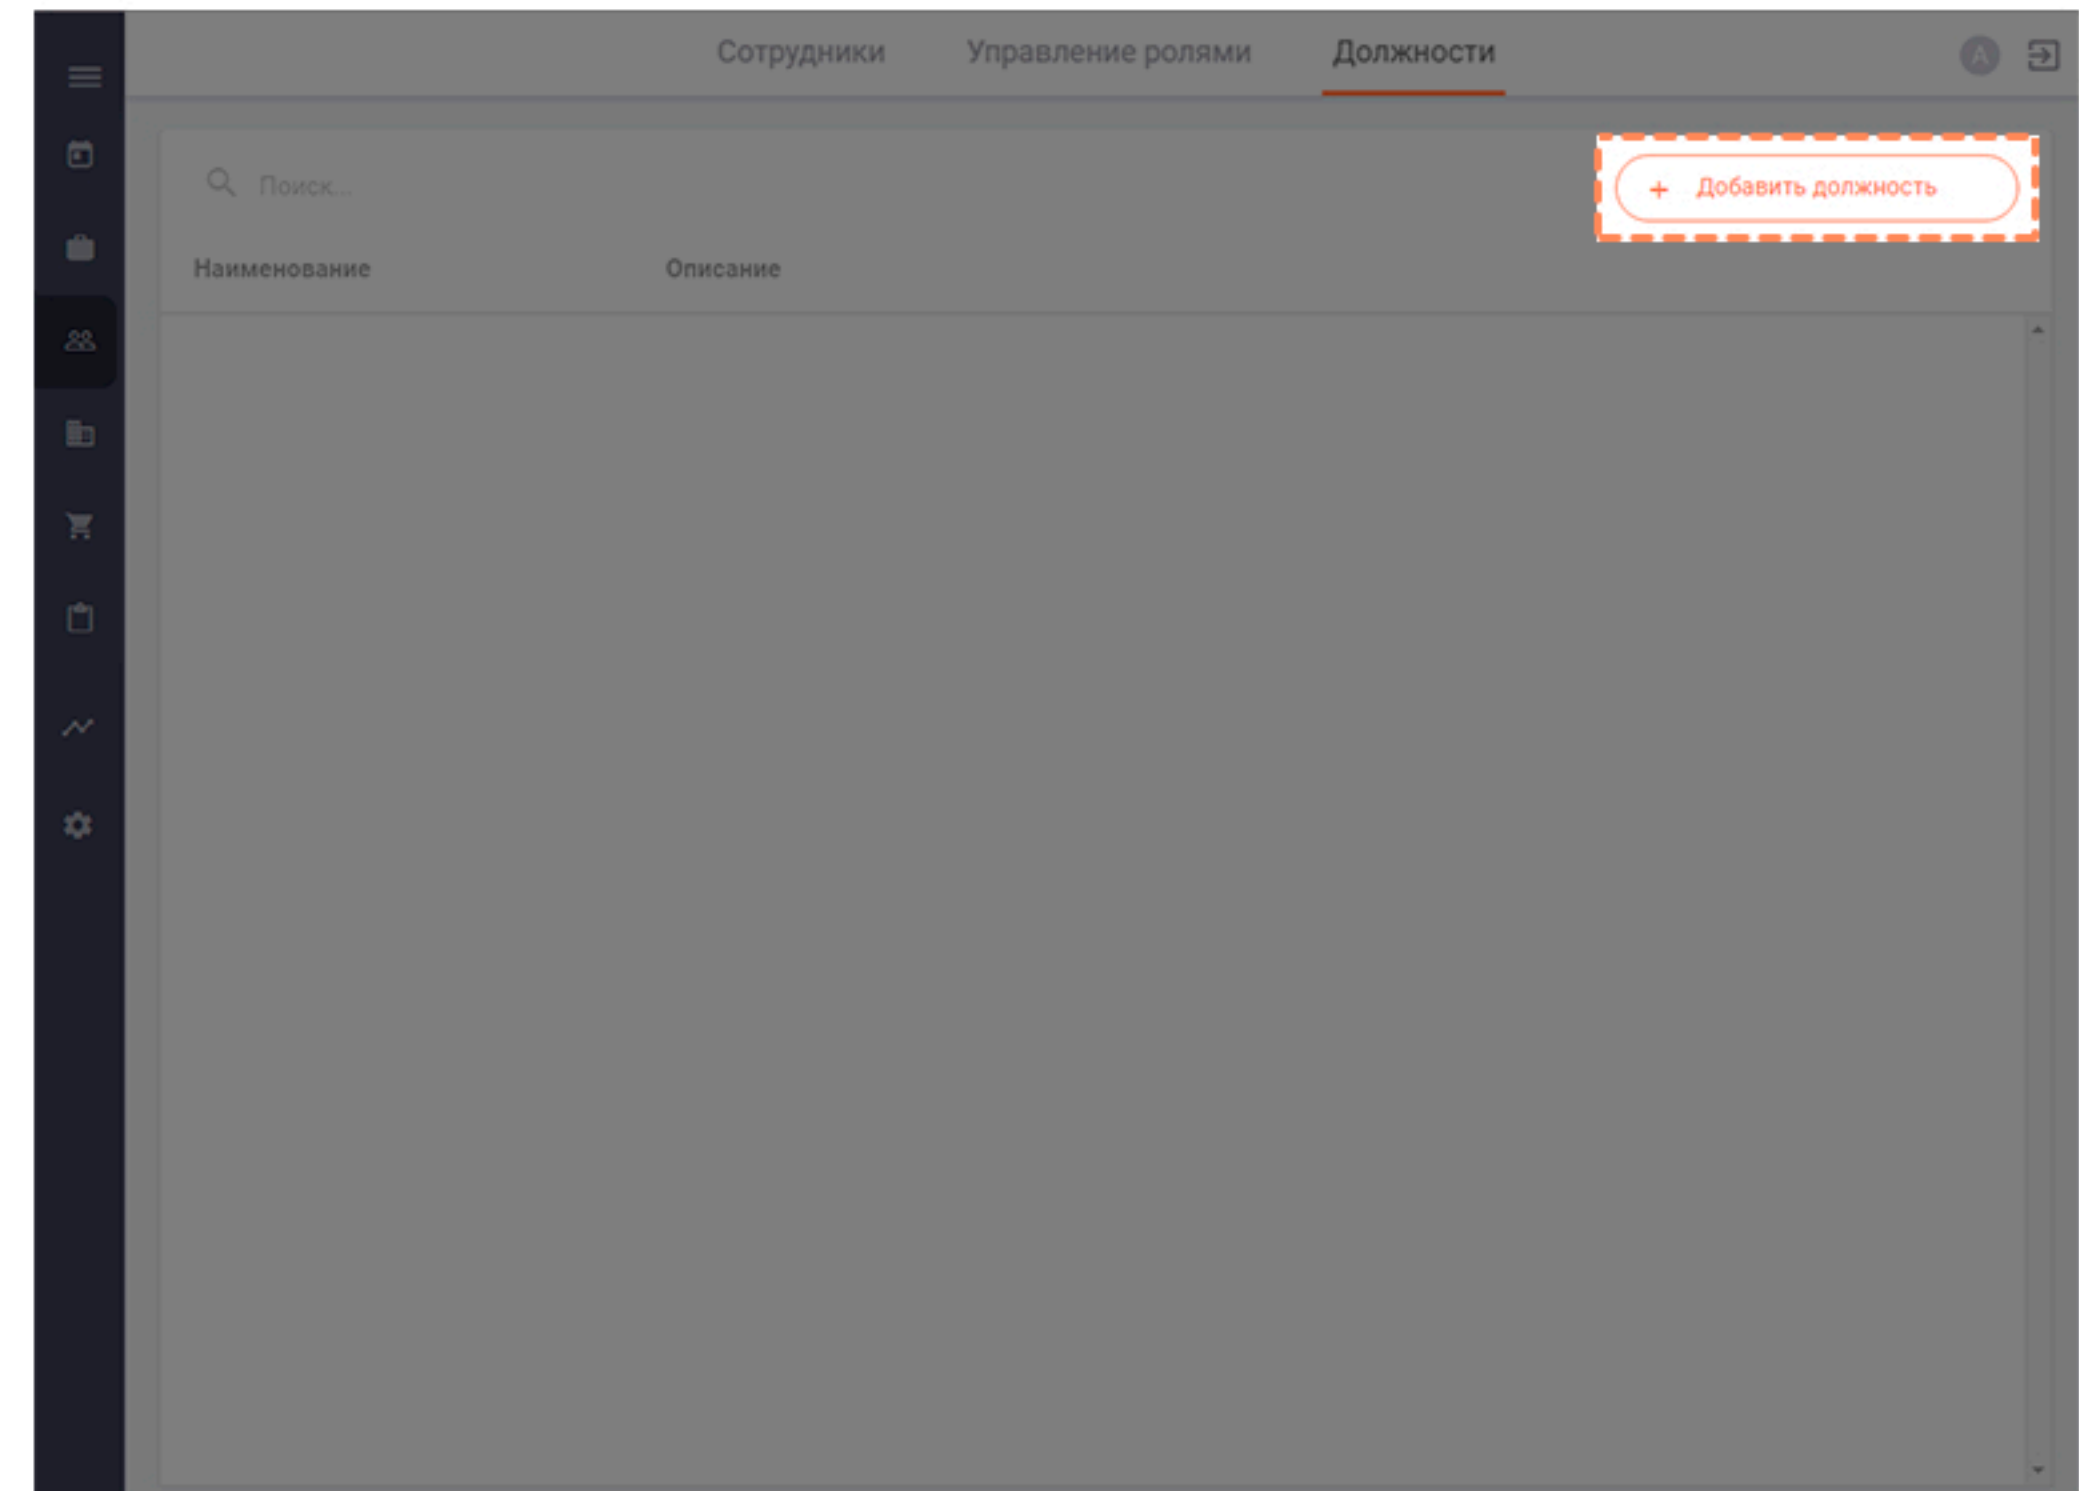 Сотрудники Управление ролями Должности А
Поиск... + Добавить должность
Наименование Описание